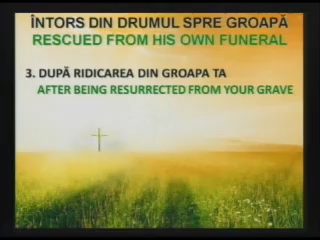 ÎNTORS DIN DRUMUL SPRE GROAPĂ
RESCUED FROM HIS OWN FUNERAL
3. DUPĂ RIDICAREA DIN GROAPA TA
AFTER BEING RESURRECTED FROM YOUR GRAVE